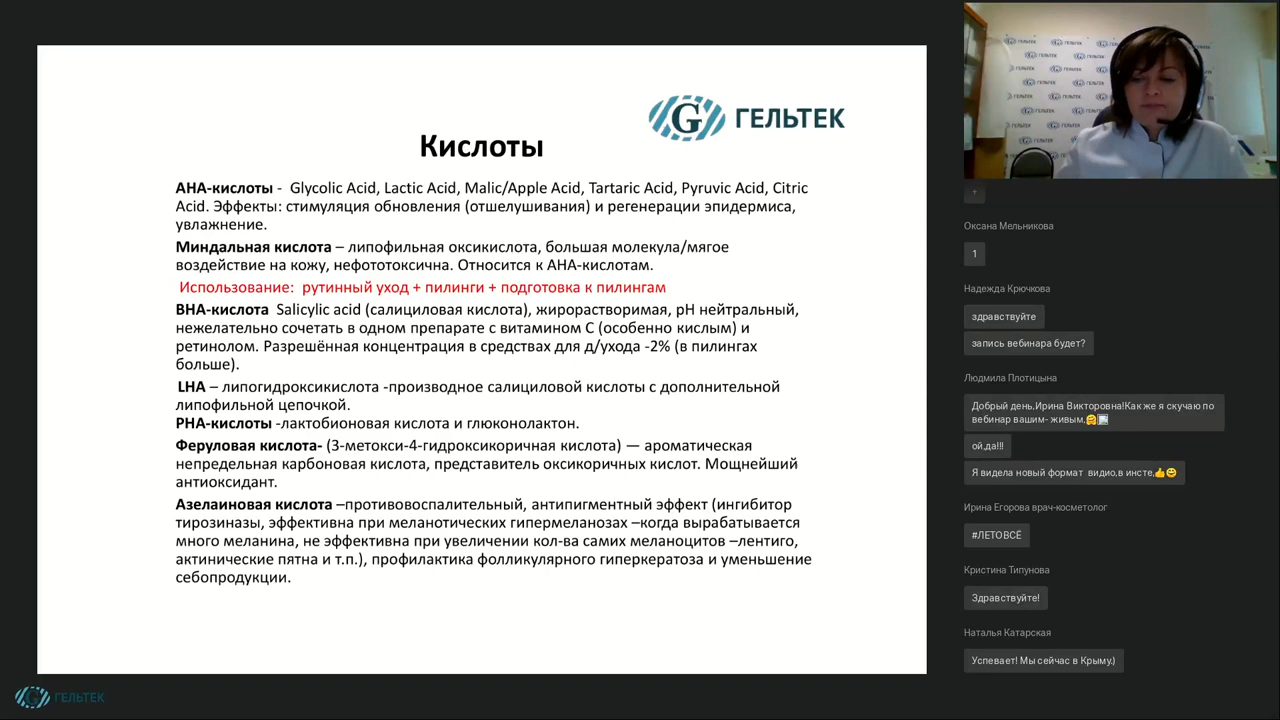 ГЕЛЬТЕК
Кислоты
АНА-кислоты - Glycolic Acid, Lactic Acid, Malic/Apple Acid, Tartaric Acid, Pyruvic Acid, Citric
Acid. Эффекты: стимуляция обновления (отшелушивания) и регенерации эпидермиса,
увлажнение.
Миндальная кислота – липофильная оксикислота, большая молекула/мягое
воздействие на кожу, нефототоксична. Относится к АНА-кислотам.
Использование: рутинный уход + пилинги + подготовка к пилингам
ВНА-кислота Salicylic acid (салициловая кислота), жирорастворимая, pH нейтральный,
нежелательно сочетать в одном препарате с витамином С (особенно кислым) и
ретинолом. Разрешённая концентрация в средствах для д/ухода -2% (в пилингах
больше).
LHA – липогидроксикислота -производное салициловой кислоты с дополнительной
липофильной цепочкой.
РНА-кислоты -лактобионовая кислота и глюконолактон.
Феруловая кислота- (3-метокси-4-гидроксикоричная кислота) — ароматическая
непредельная карбоновая кислота, представитель оксикоричных кислот. Мощнейший
антиоксидант.
Азелаиновая кислота –противовоспалительный, антипигментный эффект (ингибитор
тирозиназы, эффективна при меланотических гипермеланозах –когда вырабатывается
много меланина, не эффективна при увеличении кол-ва самих меланоцитов –лентиго,
актинические пятна и т.п.), профилактика фолликулярного гиперкератоза и уменьшение
себопродукции.
+
Оксана Мельникова
1
Надежда Крючкова
здравствуйте
запись вебинара будет?
Людмила Плотицына
Добрый день,Ирина Викторовна!Как же я скучаю по
вебинар вашим- живым,🤗
ой,да!!!
Я видела новый формат видио,в инсте,👍😊
Ирина Егорова врач-косметолог
#ЛЕТОВСЁ
Кристина Типунова
Здравствуйте!
Наталья Катарская
Успевает! Мы сейчас в Крыму.)
ГЕЛЬТЕК